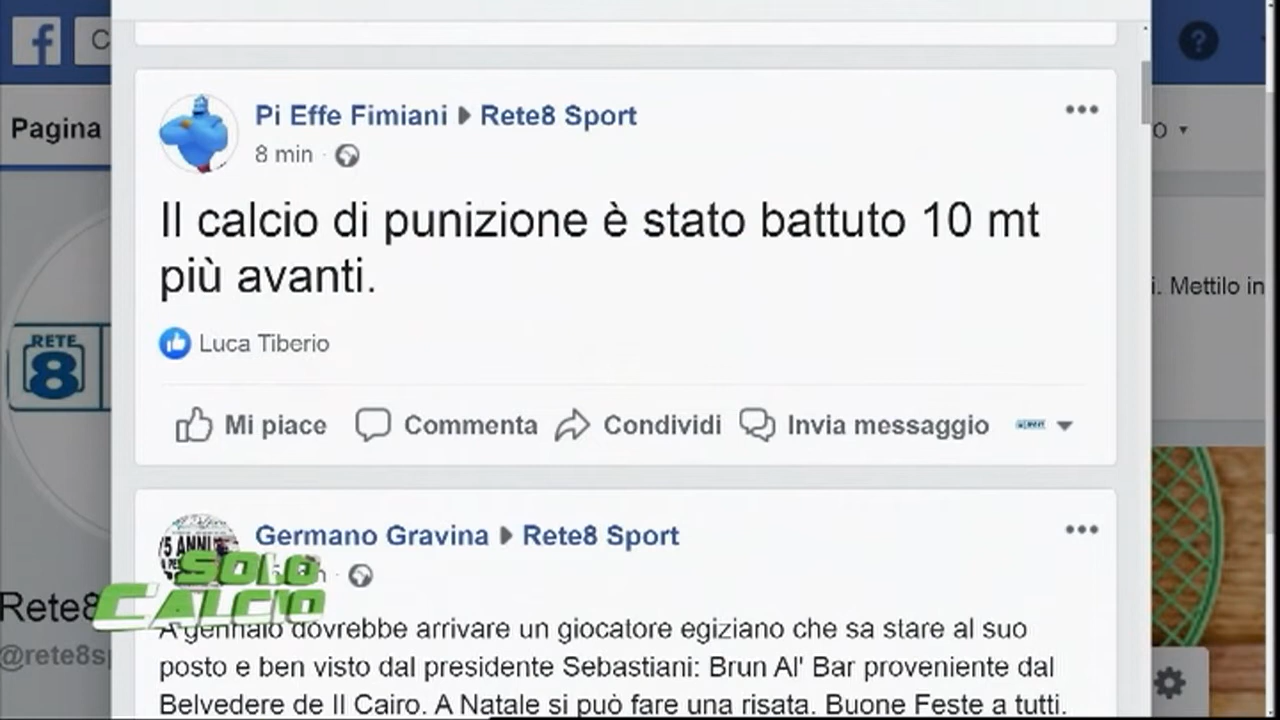 C
?
Pagina
Pi Effe Fimiani Rete8 Sport
8 min ·
Il calcio di punizione è stato battuto 10 mt
più avanti.
i. Mettilo in
RETE
8
Luca Tiberio
Mi piace Commenta Condividi Invia messaggio
Germano Gravina Rete8 Sport
75 ANNI
SOLO
CALCIO
Rete8
@rete8sp
A gennaio dovrebbe arrivare un giocatore egiziano che sa stare al suo
posto e ben visto dal presidente Sebastiani: Brun Al' Bar proveniente dal
Belvedere de Il Cairo. A Natale si può fare una risata. Buone Feste a tutti.